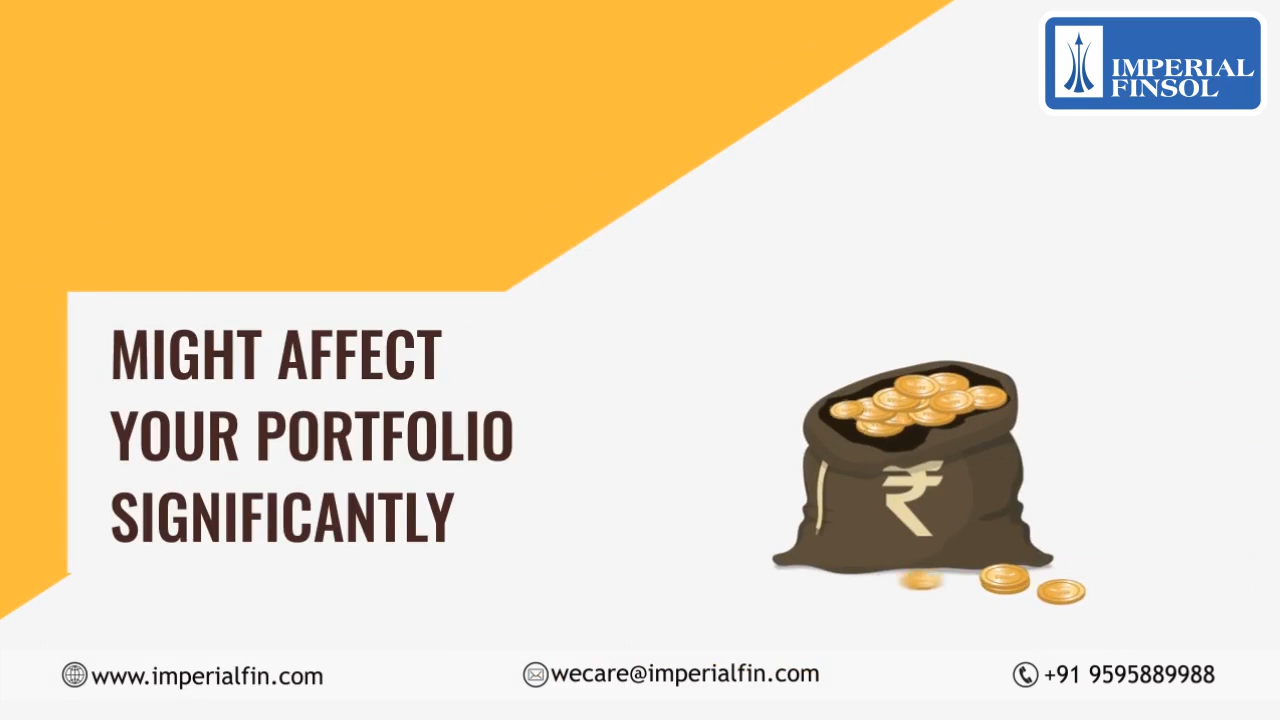 IMPERIAL
FINSOL
MIGHT AFFECT
YOUR PORTFOLIO
SIGNIFICANTLY
₹
www.imperialfin.com
wecare@imperialfin.com
+91 9595889988